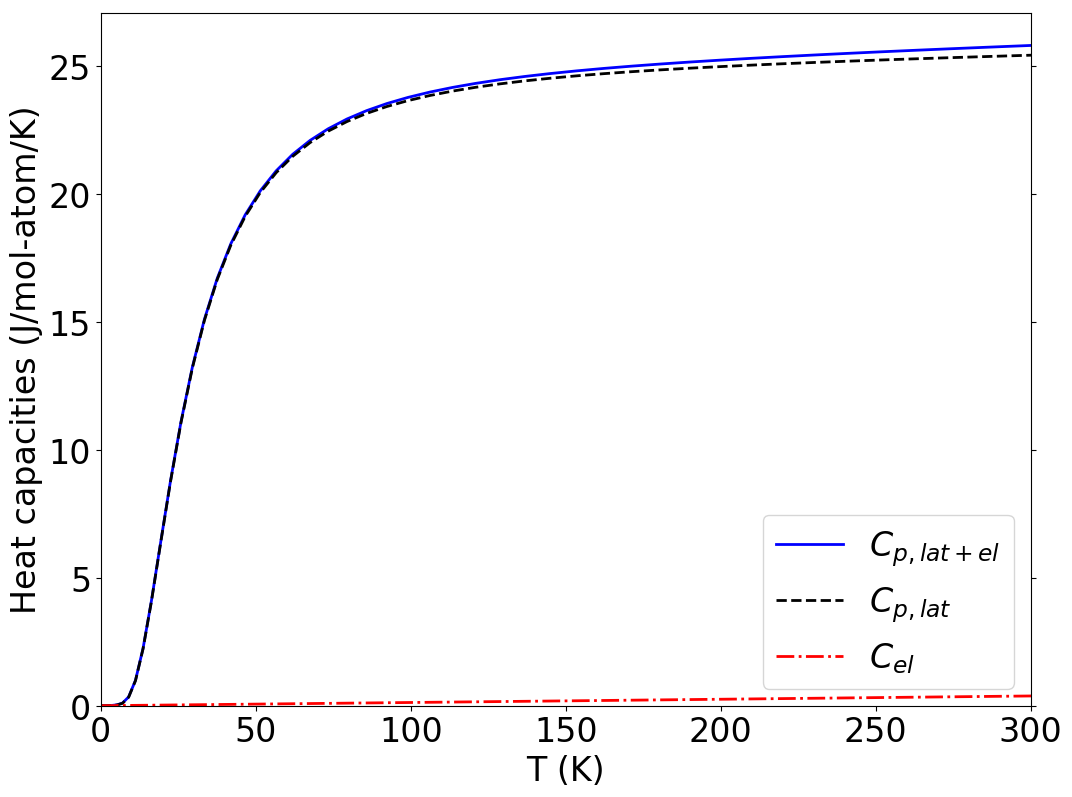 Heat capacities (J/mol-atom/K)
25
20
15
10
5
0
C_{p, lat+el}
C_{p, lat}
C_{el}
0 50 100 150 200 250 300
T (K)